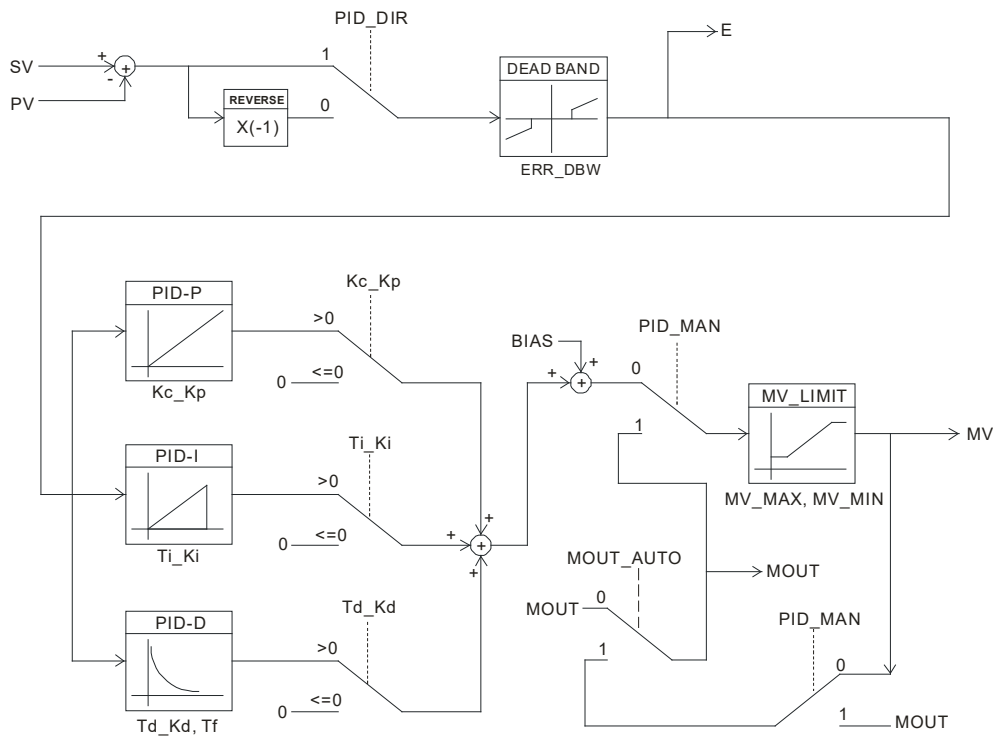 PID_DIR
E
SV
+
+
-
PV
1
0
REVERSE
X(-1)
DEAD BAND
ERR_DBW
PID-P
Kc_Kp
Kc_Kp
>0
0
<=0
PID-I
Ti_Ki
Ti_Ki
>0
0
<=0
PID-D
Td_Kd, Tf
Td_Kd
>0
0
<=0
+
+
+
+
BIAS
+
+
+
PID_MAN
0
1
MV_LIMIT
MV_MAX, MV_MIN
MV
MOUT_AUTO
MOUT
0
1
MOUT
PID_MAN
0
1
MOUT